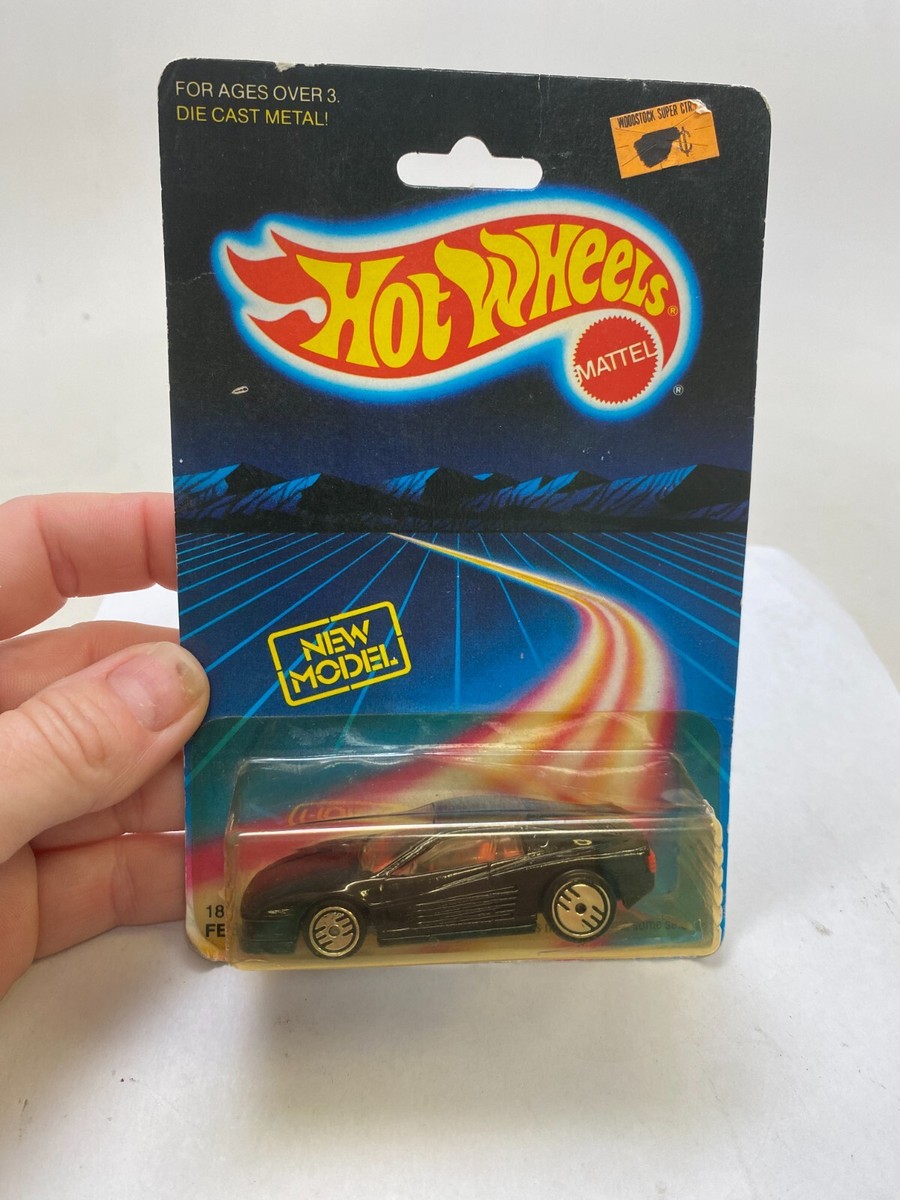 FOR AGES OVER 3.
DIE CAST METAL!
WOODSTOCK SUPER CTR
¢
HOT WHEELS®
MATTEL
®
NEW
MODEL
18
FE